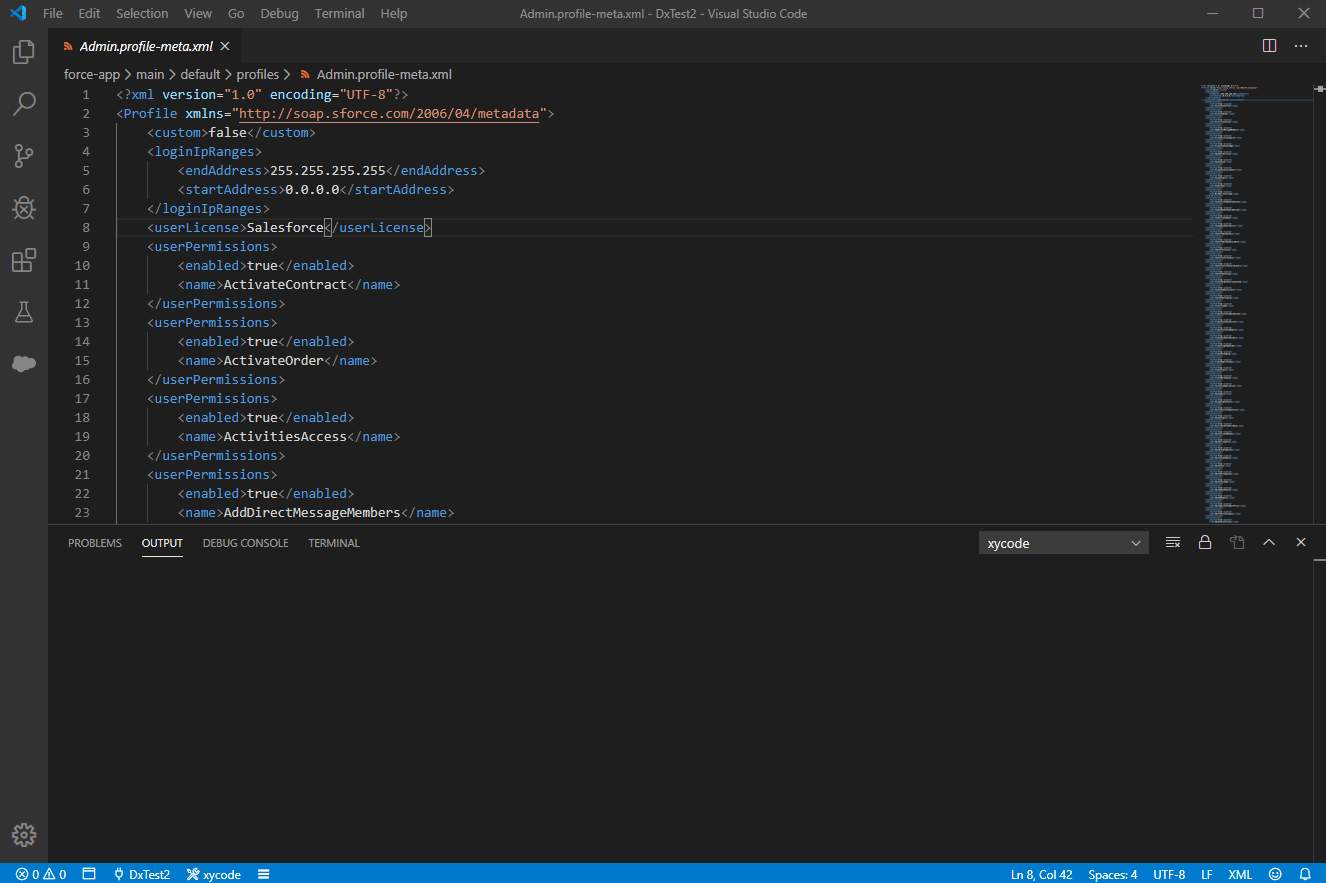 File Edit Selection View Go Debug Terminal Help Admin.profile-meta.xml - DxTest2 - Visual Studio Code
Admin.profile-meta.xml
force-app > main > default > profiles > Admin.profile-meta.xml
1 <?xml version="1.0" encoding="UTF-8"?>
2 <Profile xmlns="http://soap.sforce.com/2006/04/metadata">
3 <custom>false</custom>
4 <loginIpRanges>
5 <endAddress>255.255.255.255</endAddress>
6 <startAddress>0.0.0.0</startAddress>
7 </loginIpRanges>
8 <userLicense>Salesforce</userLicense>
9 <userPermissions>
10 <enabled>true</enabled>
11 <name>ActivateContract</name>
12 </userPermissions>
13 <userPermissions>
14 <enabled>true</enabled>
15 <name>ActivateOrder</name>
16 </userPermissions>
17 <userPermissions>
18 <enabled>true</enabled>
19 <name>ActivitiesAccess</name>
20 </userPermissions>
21 <userPermissions>
22 <enabled>true</enabled>
23 <name>AddDirectMessageMembers</name>
PROBLEMS OUTPUT DEBUG CONSOLE TERMINAL xycode
0 0 DxTest2 xycode Ln 8, Col 42 Spaces: 4 UTF-8 LF XML